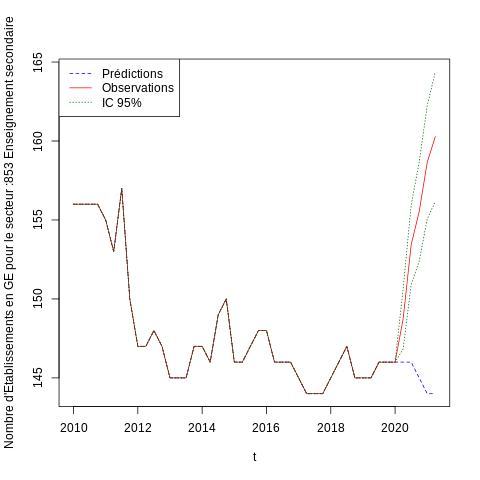 Nombre d'Etablissements en GE pour le secteur :853 Enseignement secondaire
165
160
155
150
145
Prédictions
Observations
IC 95%
2010 2012 2014 2016 2018 2020
t